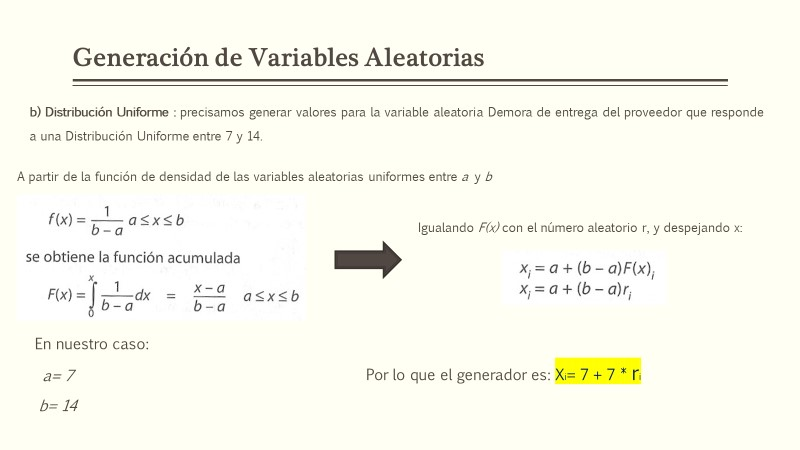 Generación de Variables Aleatorias
b) Distribución Uniforme : precisamos generar valores para la variable aleatoria Demora de entrega del proveedor que responde
a una Distribución Uniforme entre 7 y 14.
A partir de la función de densidad de las variables aleatorias uniformes entre a y b
f(x) = 1/(b – a) a ≤ x ≤ b
se obtiene la función acumulada
F(x) = ∫₀ˣ 1/(b – a) dx = (x – a)/(b – a) a ≤ x ≤ b
Igualando F(x) con el número aleatorio r, y despejando x:
xᵢ = a + (b – a)F(x)ᵢ
xᵢ = a + (b – a)rᵢ
En nuestro caso:
a= 7
b= 14
Por lo que el generador es: Xᵢ= 7 + 7 * rᵢ